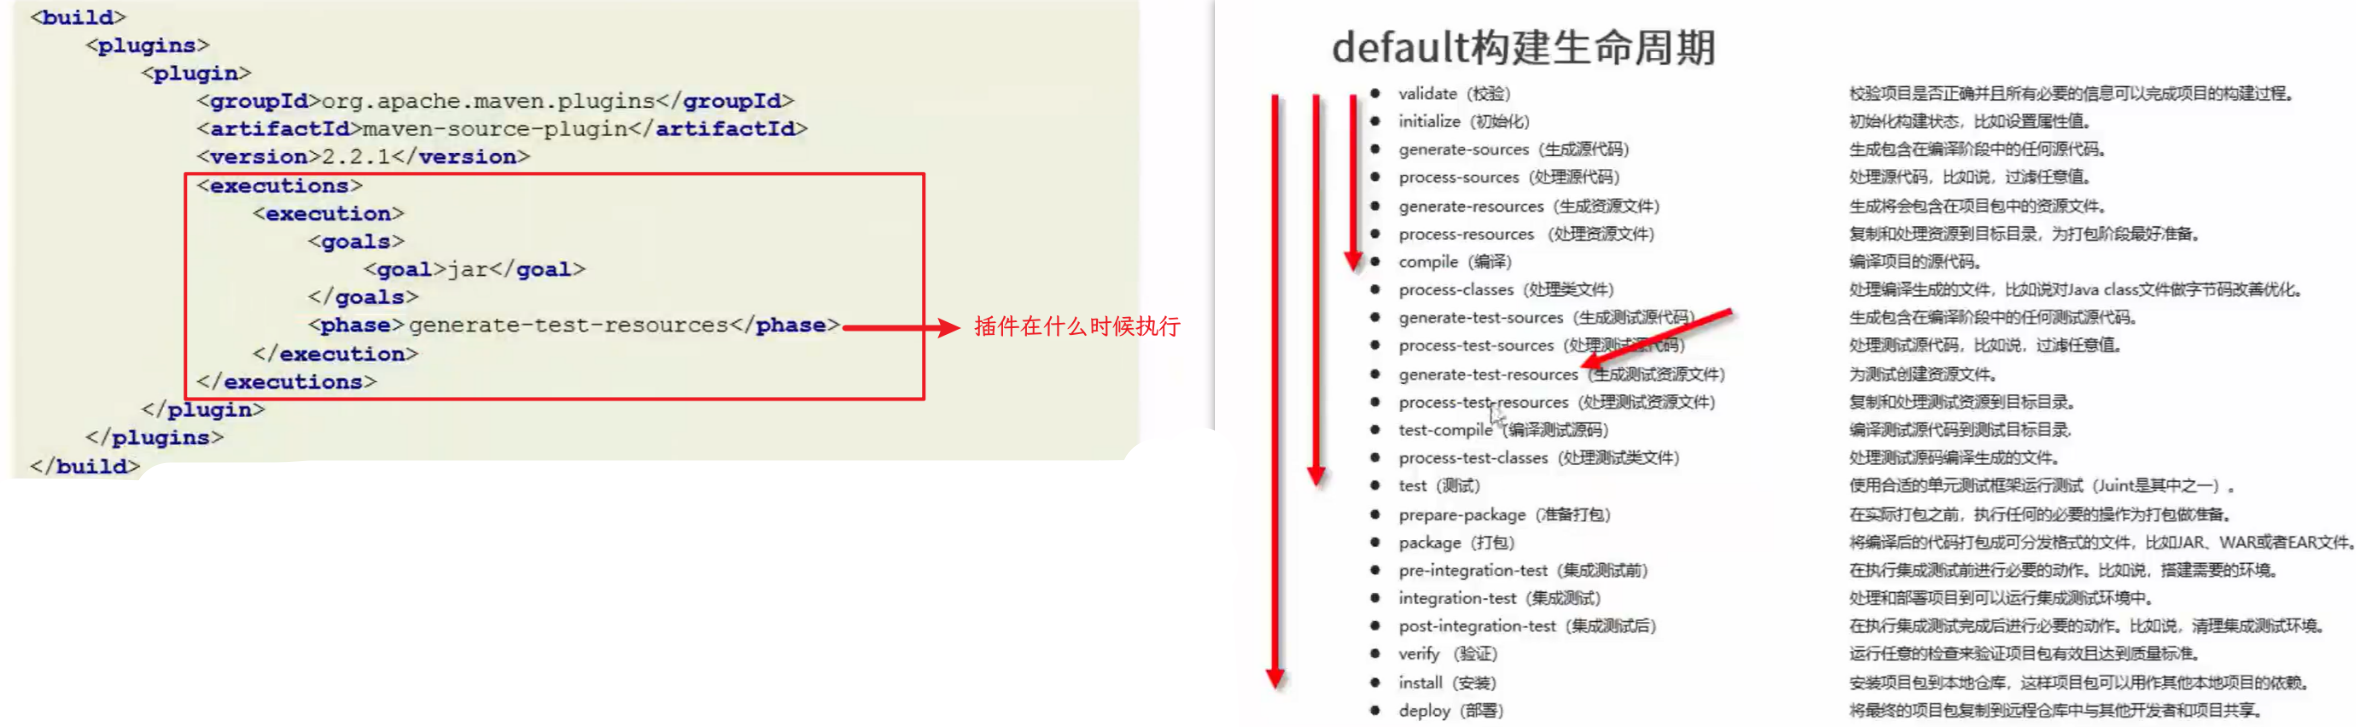 <build>
<plugins>
<plugin>
<groupId>org.apache.maven.plugins</groupId>
<artifactId>maven-source-plugin</artifactId>
<version>2.2.1</version>
<executions>
<execution>
<goals>
<goal>jar</goal>
</goals>
<phase>generate-test-resources</phase>
插件在什么时候执行
</execution>
</executions>
</plugin>
</plugins>
</build>
default构建生命周期
● validate（校验） 校验项目是否正确并且所有必要的信息可以完成项目的构建过程。
● initialize（初始化） 初始化构建状态，比如设置属性值。
● generate-sources（生成源代码） 生成包含在编译阶段中的任何源代码。
● process-sources（处理源代码） 处理源代码，比如说，过滤任意值。
● generate-resources（生成资源文件） 生成将会包含在项目包中的资源文件。
● process-resources （处理资源文件） 复制和处理资源到目标目录，为打包阶段最好准备。
● compile（编译） 编译项目的源代码。
● process-classes（处理类文件） 处理编译生成的文件，比如说对Java class文件做字节码改善优化。
● generate-test-sources（生成测试源代码） 生成包含在编译阶段中的任何测试源代码。
● process-test-sources（处理测试源代码） 处理测试源代码，比如说，过滤任意值。
● generate-test-resources（生成测试资源文件） 为测试创建资源文件。
● process-test-resources（处理测试资源文件） 复制和处理测试资源到目标目录。
● test-compile（编译测试源码） 编译测试源代码到测试目标目录.
● process-test-classes（处理测试类文件） 处理测试源码编译生成的文件。
● test（测试） 使用合适的单元测试框架运行测试（Juint是其中之一）。
● prepare-package（准备打包） 在实际打包之前，执行任何的必要的操作为打包做准备。
● package（打包） 将编译后的代码打包成可分发格式的文件，比如JAR、WAR或者EAR文件。
● pre-integration-test（集成测试前） 在执行集成测试前进行必要的动作。比如说，搭建需要的环境。
● integration-test（集成测试） 处理和部署项目到可以运行集成测试环境中。
● post-integration-test（集成测试后） 在执行集成测试完成后进行必要的动作。比如说，清理集成测试环境。
● verify （验证） 运行任意的检查来验证项目包有效且达到质量标准。
● install（安装） 安装项目包到本地仓库，这样项目包可以用作其他本地项目的依赖。
● deploy（部署） 将最终的项目包复制到远程仓库中与其他开发者和项目共享。